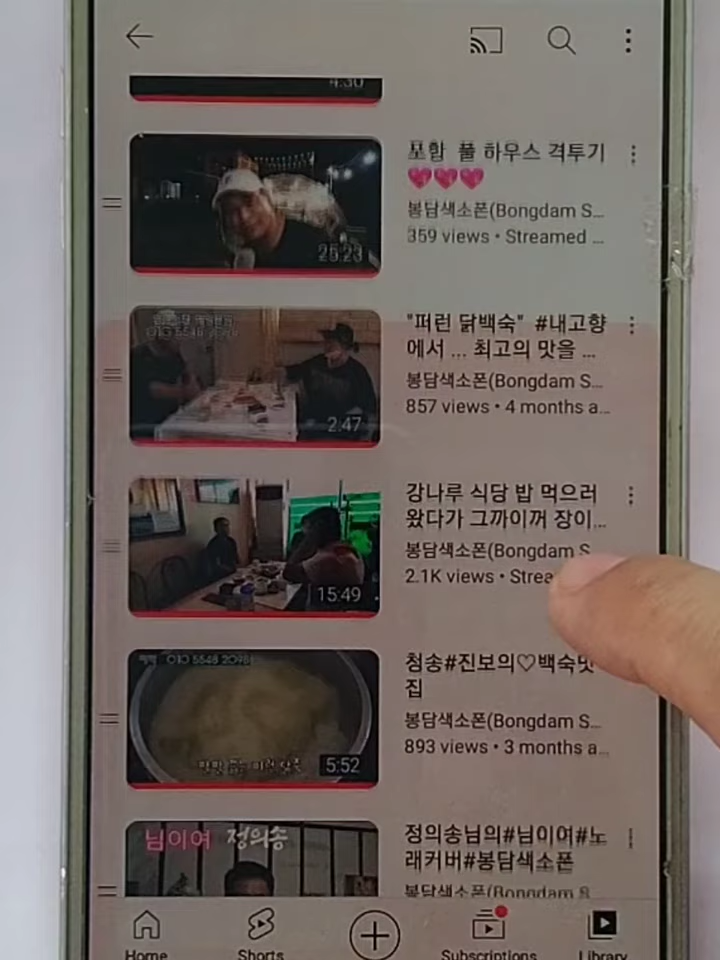 4:30
포항 풀 하우스 격투기
💗💗💗
봉담색소폰(Bongdam S...
359 views • Streamed ...
25:23
"퍼런 닭백숙" #내고향
에서 ... 최고의 맛을 ...
봉담색소폰(Bongdam S...
857 views • 4 months a...
2:47
강나루 식당 밥 먹으러
왔다가 그까이꺼 장이...
봉담색소폰(Bongdam S
2.1K views • Strea
15:49
청송#진보의♡백숙맛
집
봉담색소폰(Bongdam S...
893 views • 3 months a...
5:52
님이여 정의송
정의송님의#님이여#노
래커버#봉담색소폰
봉담색소폰(Bongdam S
Home
Shorts
Subscriptions
Library